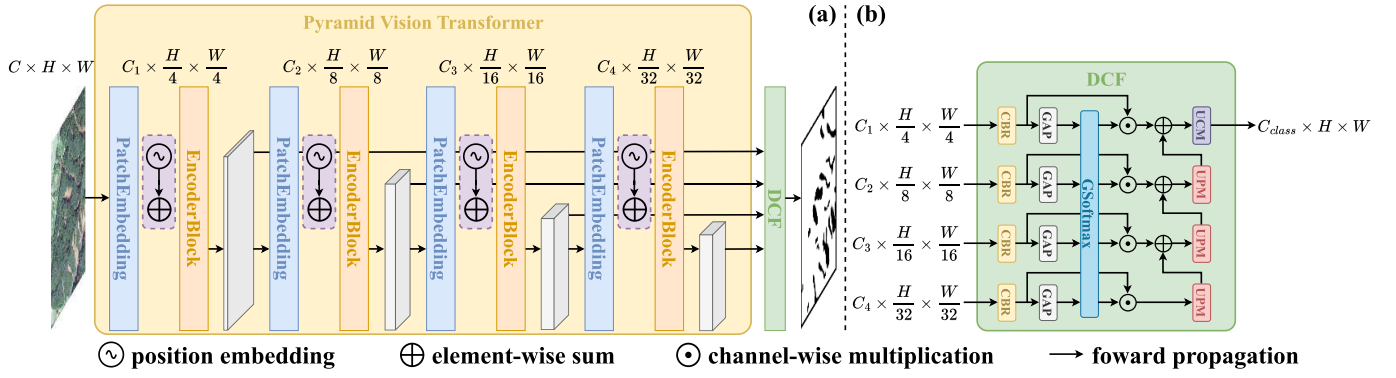 Pyramid Vision Transformer
(a)
C × H × W
C₁ × H/4 × W/4
C₂ × H/8 × W/8
C₃ × H/16 × W/16
C₄ × H/32 × W/32
PatchEmbedding
EncoderBlock
PatchEmbedding
EncoderBlock
PatchEmbedding
EncoderBlock
PatchEmbedding
EncoderBlock
DCF
(b)
DCF
C₁ × H/4 × W/4
CBR
GAP
UCM
C_class × H × W
C₂ × H/8 × W/8
CBR
GAP
UPM
GSoftmax
C₃ × H/16 × W/16
CBR
GAP
UPM
C₄ × H/32 × W/32
CBR
GAP
UPM
position embedding
element-wise sum
channel-wise multiplication
foward propagation